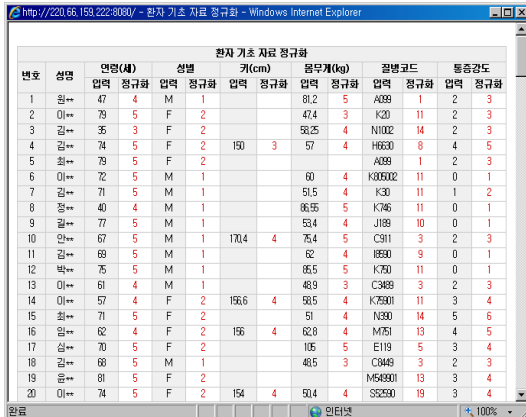 http://220,66,159,222:8080/ - 환자 기초 자료 정규화 - Windows Internet Explorer
환자 기초 자료 정규화
번호 성명 연령(세) 성별 키(cm) 몸무게(kg) 질병코드 통증강도
입력 정규화 입력 정규화 입력 정규화 입력 정규화 입력 정규화 입력 정규화
1 원** 47 4 M 1 81,2 5 A099 1 2 3
2 이** 79 5 F 2 47,4 3 K20 11 2 3
3 김** 35 3 F 2 58,25 4 N1002 14 2 3
4 김** 74 5 F 2 150 3 57 4 H6630 8 4 5
5 최** 79 5 F 2 A099 1 2 3
6 이** 72 5 M 1 60 4 K805002 11 0 1
7 김** 71 5 M 1 51,5 4 K30 11 1 2
8 정** 40 4 M 1 86,55 5 K746 11 0 1
9 길** 77 5 M 1 53,4 4 J189 10 0 1
10 안** 67 5 M 1 170,4 4 75,4 5 C911 3 2 3
11 김** 69 5 M 1 62 4 I8590 9 0 1
12 박** 75 5 M 1 85,5 5 K750 11 0 1
13 이** 61 4 M 1 48,9 3 C3489 3 2 3
14 이** 57 4 F 2 156,6 4 58,5 4 K75901 11 3 4
15 최** 71 5 F 2 51 4 N390 14 5 6
16 임** 62 4 F 2 156 4 62,8 4 M751 13 4 5
17 심** 70 5 F 2 105 5 E119 5 3 4
18 김** 68 5 M 1 48,5 3 C8449 3 2 3
19 윤** 81 5 F 2 M549901 13 3 4
20 이** 74 5 F 2 154 4 50,4 4 S52590 19 3 4
완료 인터넷 100%